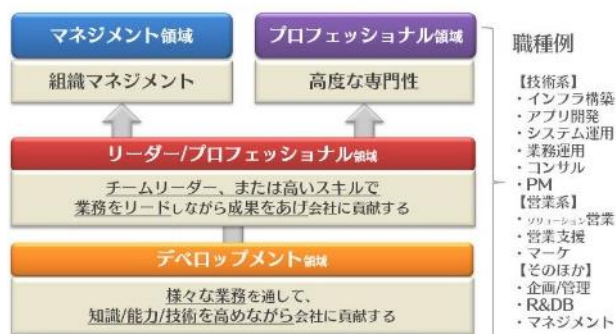 マネジメント領域
組織マネジメント
プロフェッショナル領域
高度な専門性
リーダー/プロフェッショナル領域
チームリーダー、または高いスキルで
業務をリードしながら成果をあげ会社に貢献する
デベロップメント領域
様々な業務を通して、
知識/能力/技術を高めながら会社に貢献する
職種例
【技術系】
・インフラ構築
・アプリ開発
・システム運用
・業務運用
・コンサル
・PM
【営業系】
・ソリューション営業
・営業支援
・マーケ
【そのほか】
・企画/管理
・R&DB
・マネジメント